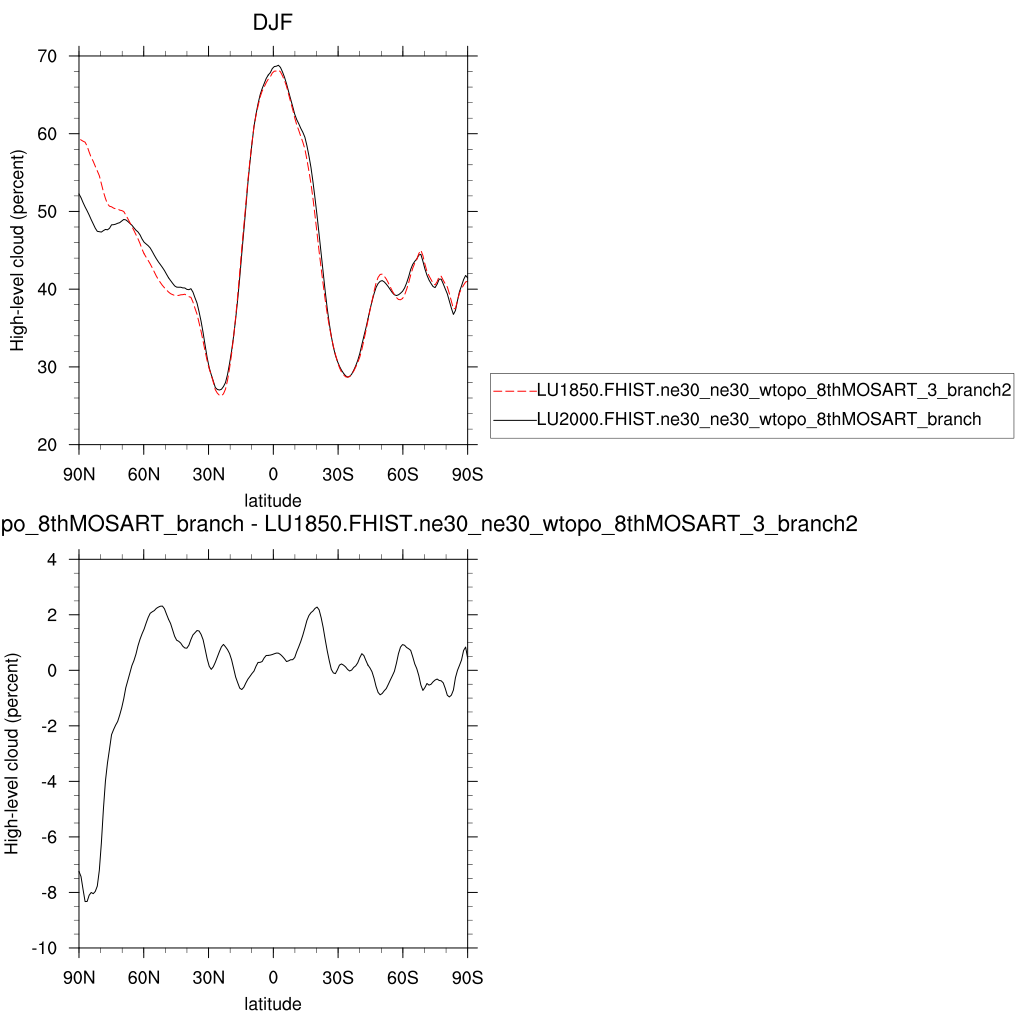 DJF
70
60
50
40
30
20
High-level cloud (percent)
90N 60N 30N 0 30S 60S 90S
latitude
LU1850.FHIST.ne30_ne30_wtopo_8thMOSART_3_branch2
LU2000.FHIST.ne30_ne30_wtopo_8thMOSART_branch
po_8thMOSART_branch - LU1850.FHIST.ne30_ne30_wtopo_8thMOSART_3_branch2
4
2
0
-2
-4
-6
-8
-10
High-level cloud (percent)
90N 60N 30N 0 30S 60S 90S
latitude